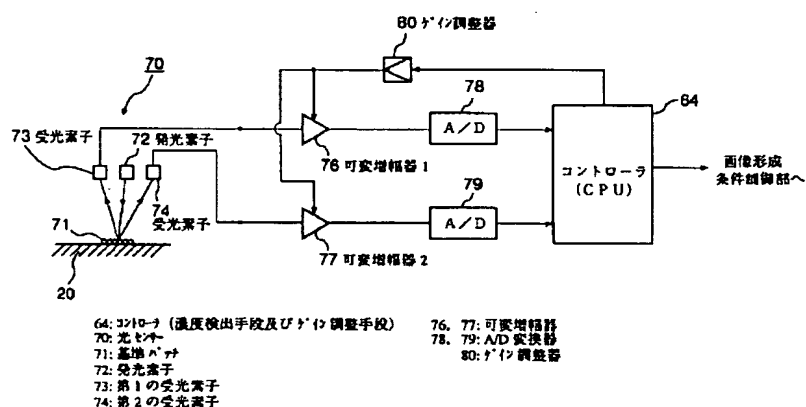 80 ゲイン調整器
70
78
64
73 受光素子
72 発光素子
A/D
76 可変増幅器1
コントローラ
(CPU)
画像形成
条件制御部へ
74
受光素子
79
A/D
71
77 可変増幅器2
20
64: コントローラ (濃度検出手段及びゲイン調整手段)
70: 光センサー
71: 基準パッチ
72: 発光素子
73: 第1の受光素子
74: 第2の受光素子
76, 77: 可変増幅器
78, 79: A/D変換器
80: ゲイン調整器